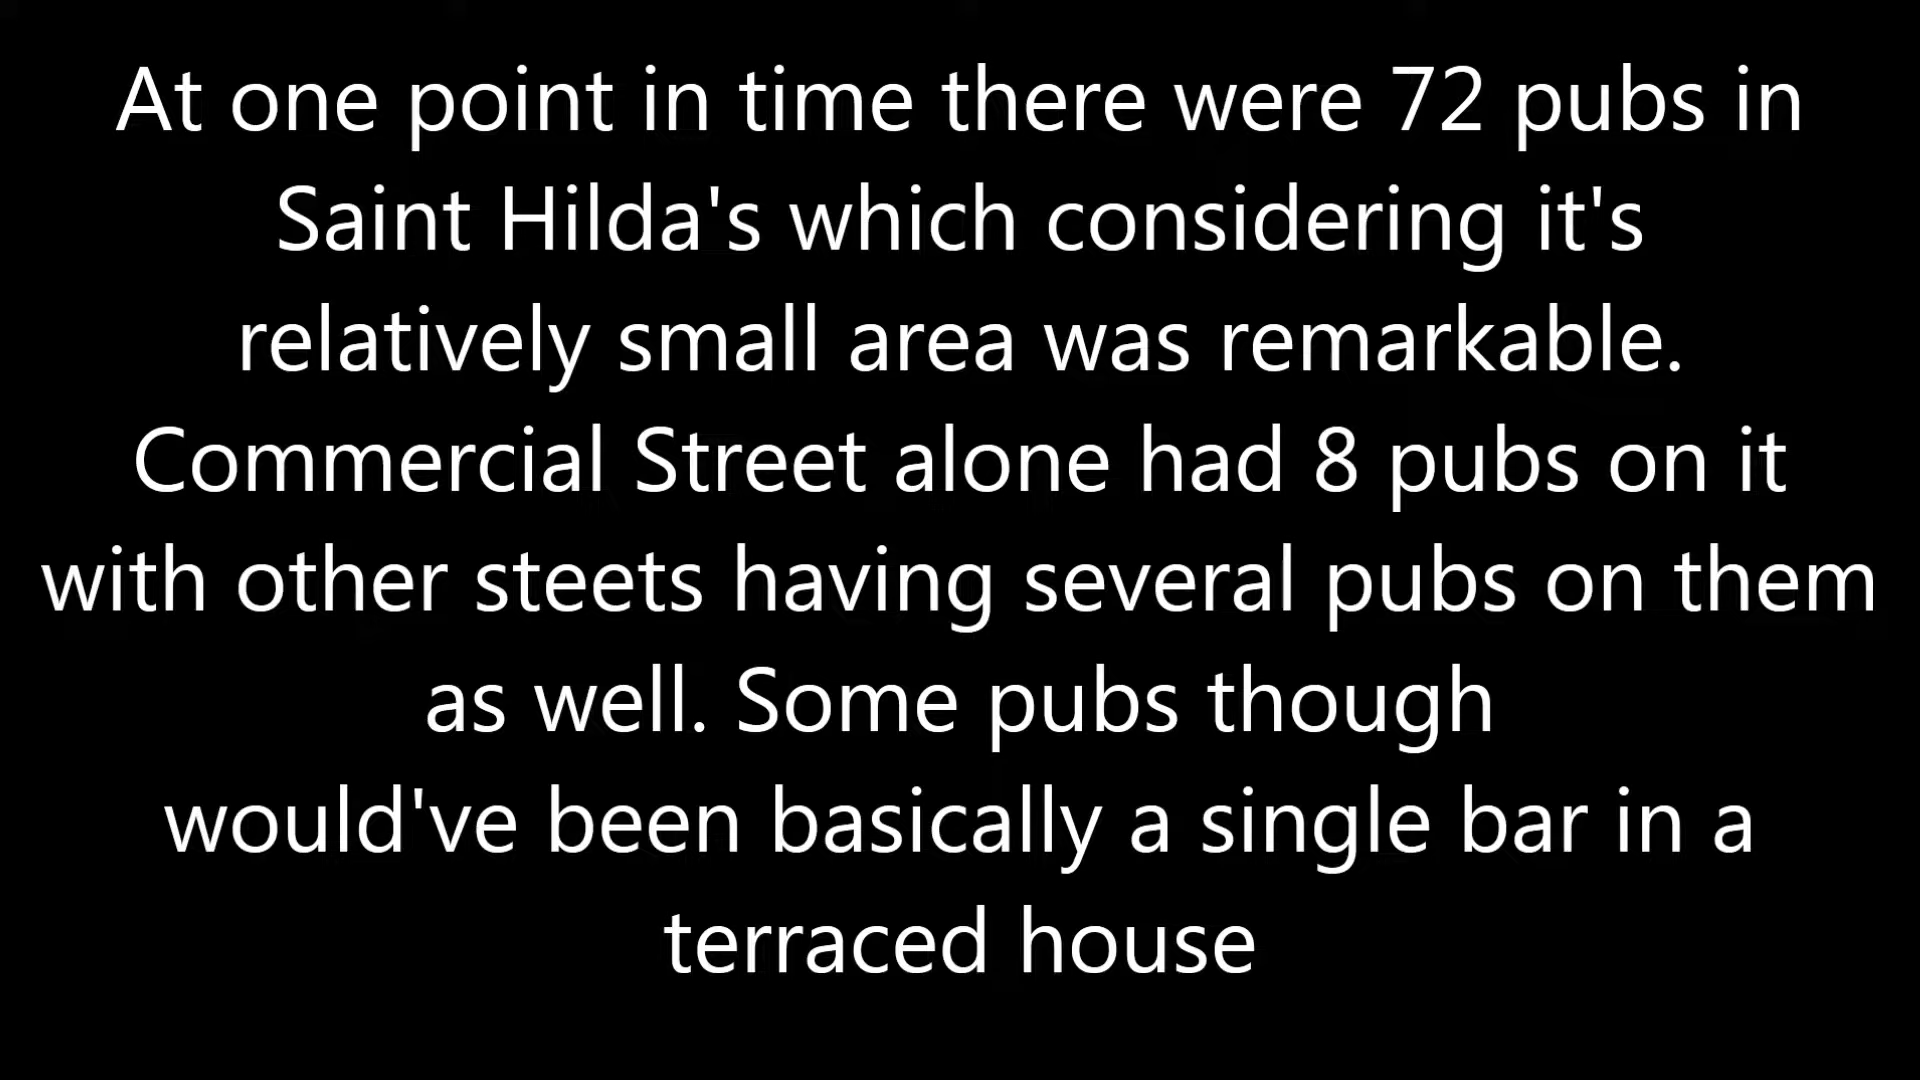 At one point in time there were 72 pubs in
Saint Hilda's which considering it's
relatively small area was remarkable.
Commercial Street alone had 8 pubs on it
with other steets having several pubs on them
as well. Some pubs though
would've been basically a single bar in a
terraced house